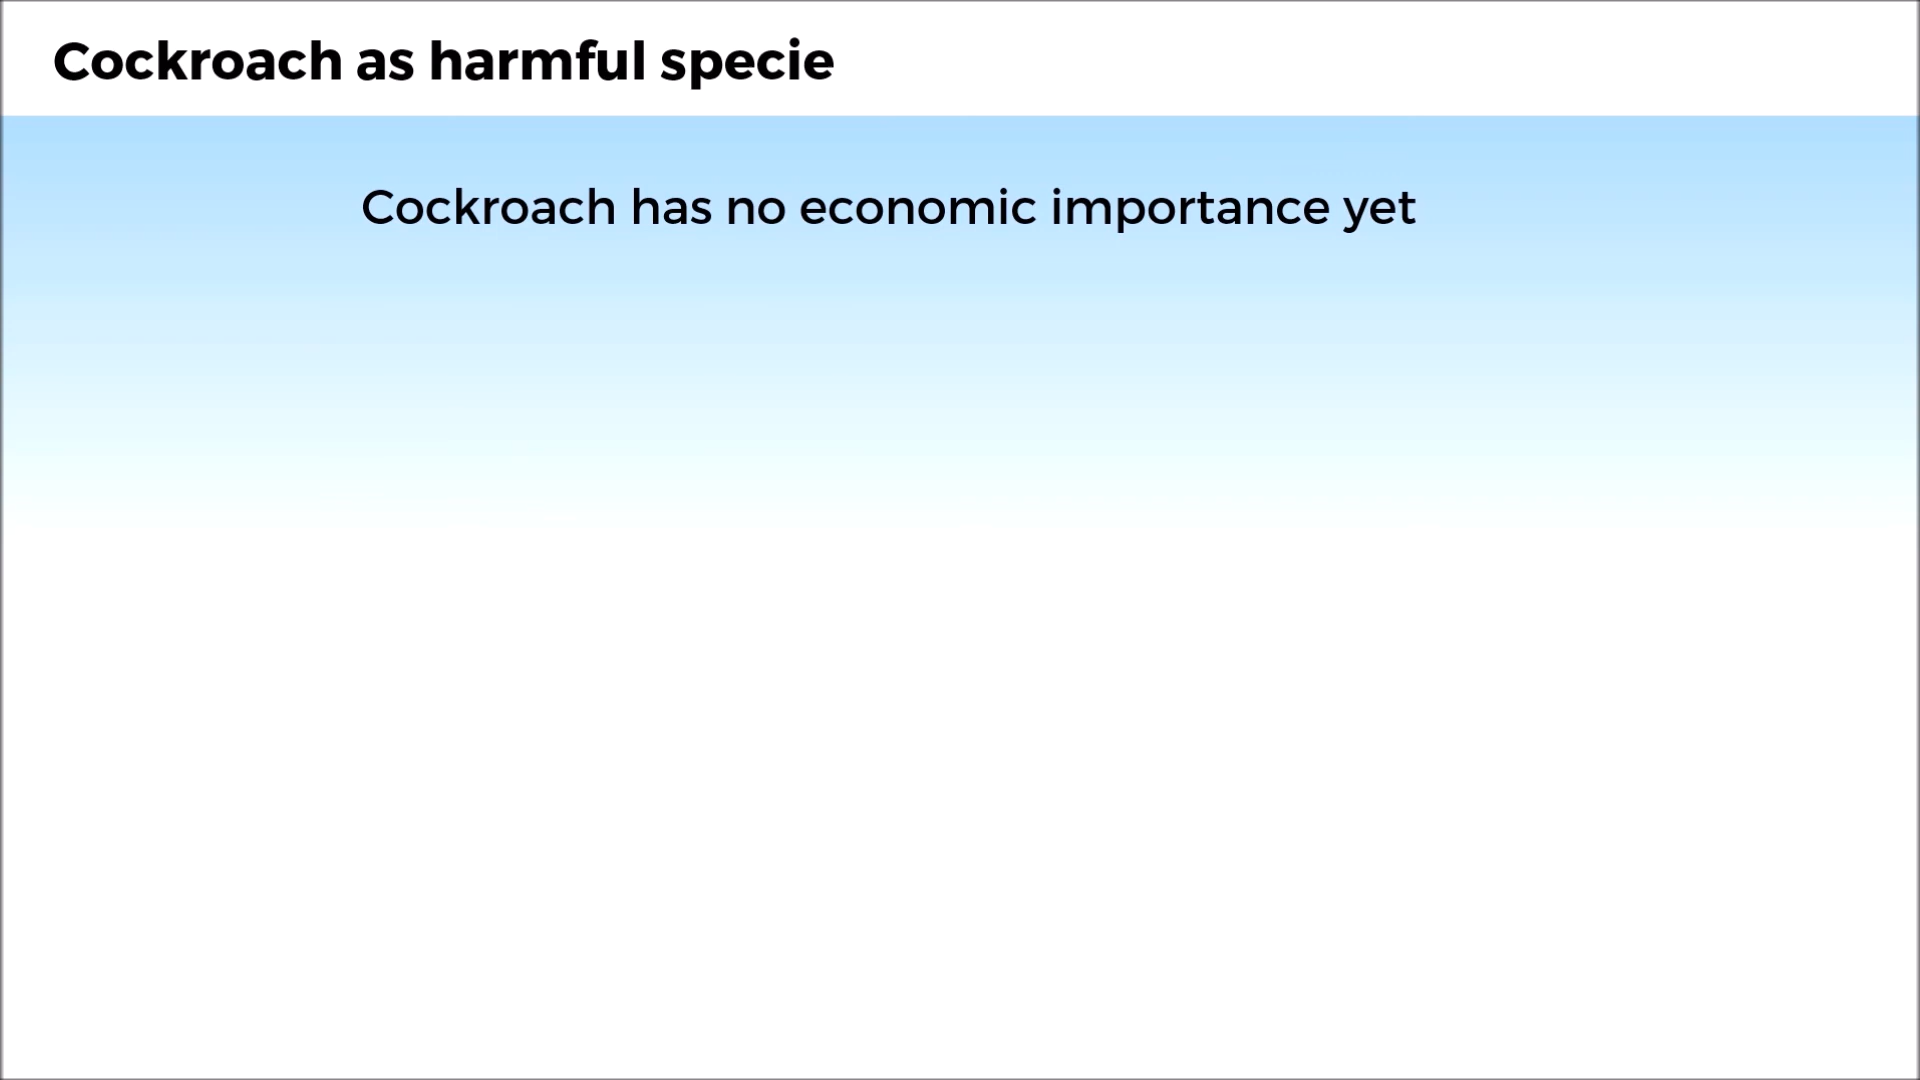 Cockroach as harmful specie
Cockroach has no economic importance yet